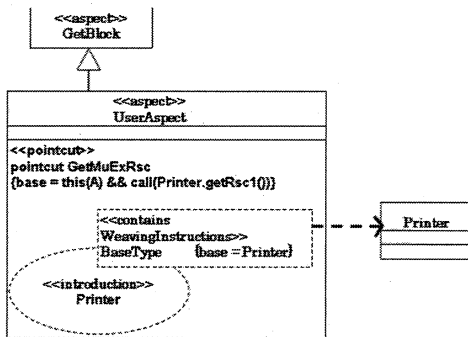 <<aspect>>
GetBlock
<<aspect>>
UserAspect
<<pointcut>>
pointcut GetMuExRsc
{base = this(A) && call(Printer.getRsc1())}
<<contains
WeavingInstructions>>
BaseType {base = Printer}
Printer
<<introduction>>
Printer